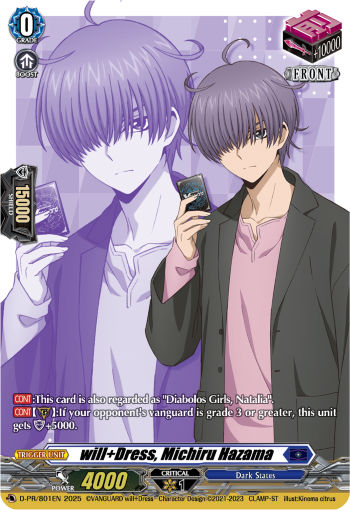 0
GRADE
BOOST
+10000
FRONT
15000
SHIELD
CONT:This card is also regarded as "Diabolos Girls, Natalia".
CONT【】:If your opponent's vanguard is grade 3 or greater, this unit
gets +5000.
TRIGGER UNIT
will+Dress, Michiru Hazama
POWER
4000
CRITICAL
1
Dark States
D-PR/801EN 2025 ©VANGUARD will+Dress Character Design ©2021-2023 CLAMP・ST illust:Kinoma citrus